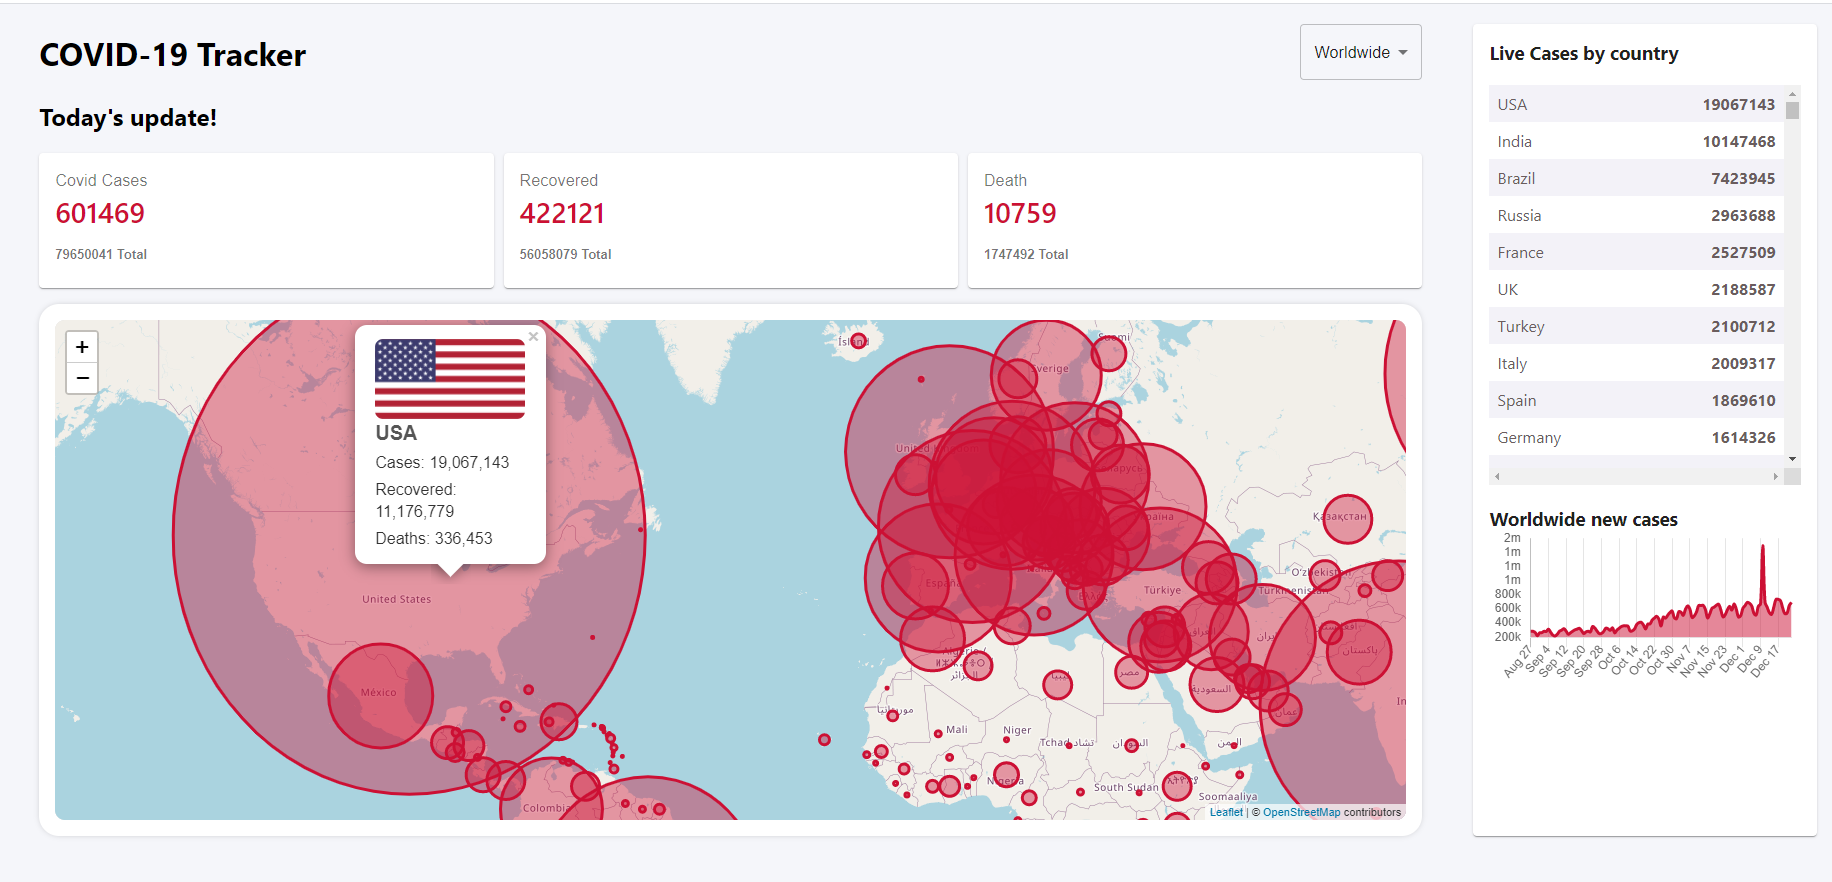 COVID-19 Tracker
Worldwide
Today's update!
Covid Cases
601469
79650041 Total
Recovered
422121
56058079 Total
Death
10759
1747492 Total
+
−
×
USA
Cases: 19,067,143
Recovered:
11,176,779
Deaths: 336,453
United States
México
Colombia
Ísland
Suomi
Sverige
España
Türkiye
Қазақстан
Algérie /
الجزائر
ليبيا
مصر
السعودية
العراق
ایران
پاکستان
عمان
موريتانيا
Mali
Niger
Tchad تشاد
السودان
اليمن
Nigeria
South Sudan
Soomaaliya
In
Leaflet | © OpenStreetMap contributors
Live Cases by country
USA 19067143
India 10147468
Brazil 7423945
Russia 2963688
France 2527509
UK 2188587
Turkey 2100712
Italy 2009317
Spain 1869610
Germany 1614326
Worldwide new cases
2m
1m
1m
1m
800k
600k
400k
200k
Aug 27
Sep 4
Sep 12
Sep 20
Sep 28
Oct 6
Oct 14
Oct 22
Oct 30
Nov 7
Nov 15
Nov 23
Dec 1
Dec 9
Dec 17